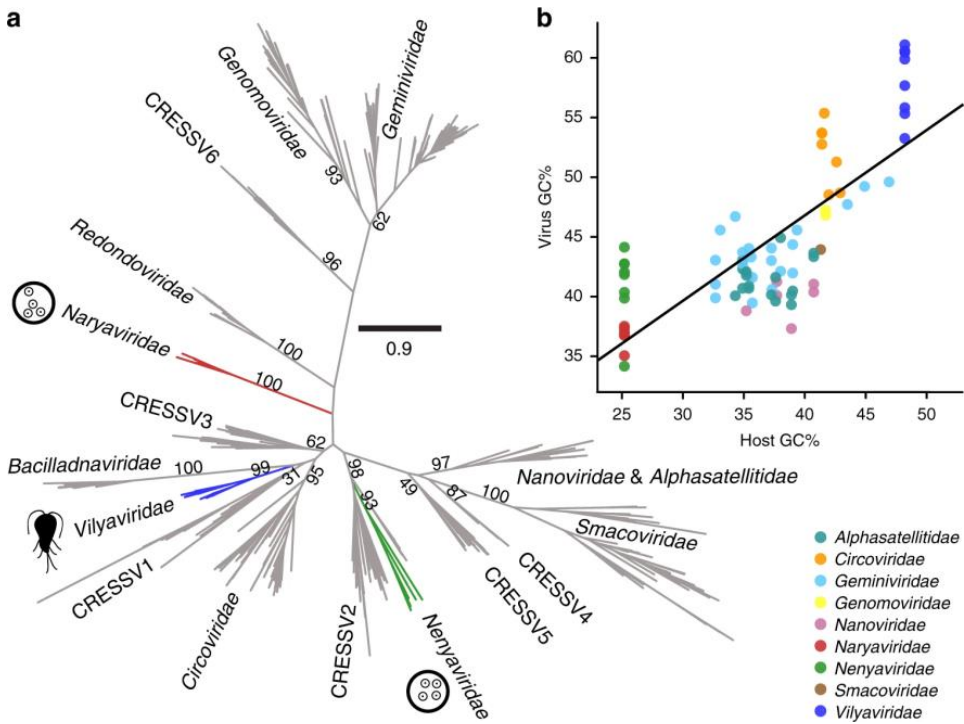 a
Genomoviridae
Geminiviridae
CRESSV6
93
62
96
Redondoviridae
Naryaviridae
100
100
0.9
CRESSV3
62
Bacilladnaviridae
100
99
31
95
Vilyaviridae
CRESSV1
Circoviridae
98
93
CRESSV2
Nenyaviridae
49
97
87
100
Nanoviridae & Alphasatellitidae
Smacoviridae
CRESSV4
CRESSV5
b
Virus GC%
60
55
50
45
40
35
25
30
35
40
45
50
Host GC%
Alphasatellitidae
Circoviridae
Geminiviridae
Genomoviridae
Nanoviridae
Naryaviridae
Nenyaviridae
Smacoviridae
Vilyaviridae